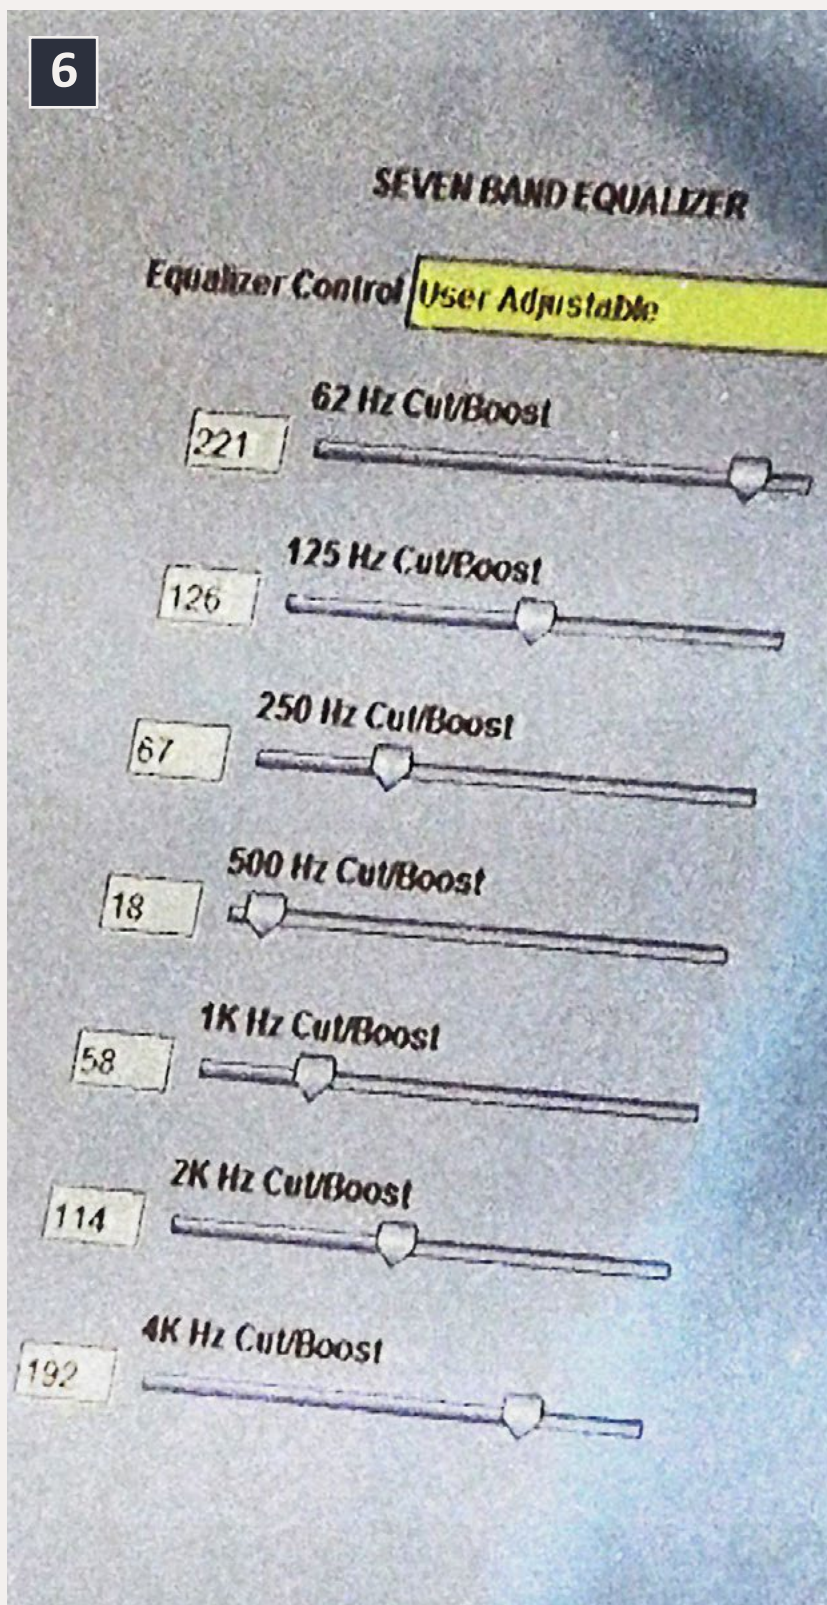 6
SEVEN BAND EQUALIZER
Equalizer Control User Adjustable
62 Hz Cut/Boost
221
125 Hz Cut/Boost
126
250 Hz Cut/Boost
67
500 Hz Cut/Boost
18
1K Hz Cut/Boost
58
2K Hz Cut/Boost
114
4K Hz Cut/Boost
192